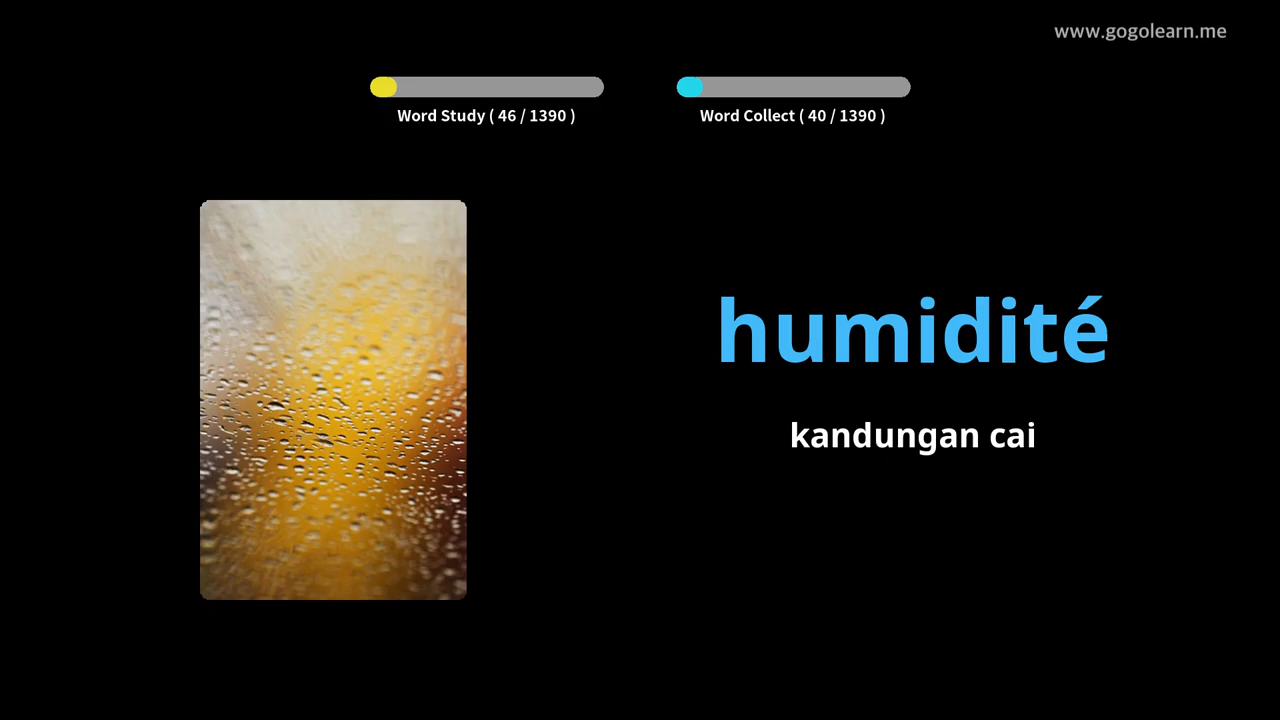 www.gogolearn.me
Word Study ( 46 / 1390 )
Word Collect ( 40 / 1390 )
humidité
kandungan cai